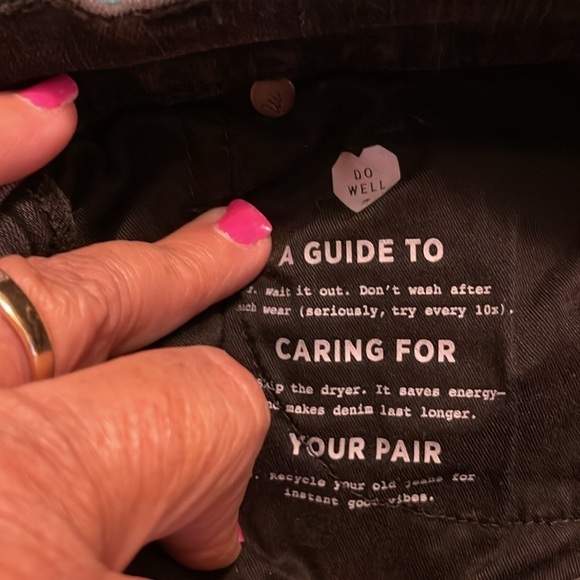 DO
WELL
A GUIDE TO
wait it out. Don't wash after
wear (seriously, try every 10x).
CARING FOR
the dryer. It saves energy—
makes denim last longer.
YOUR PAIR
Recycle your old jeans for
instant good vibes.